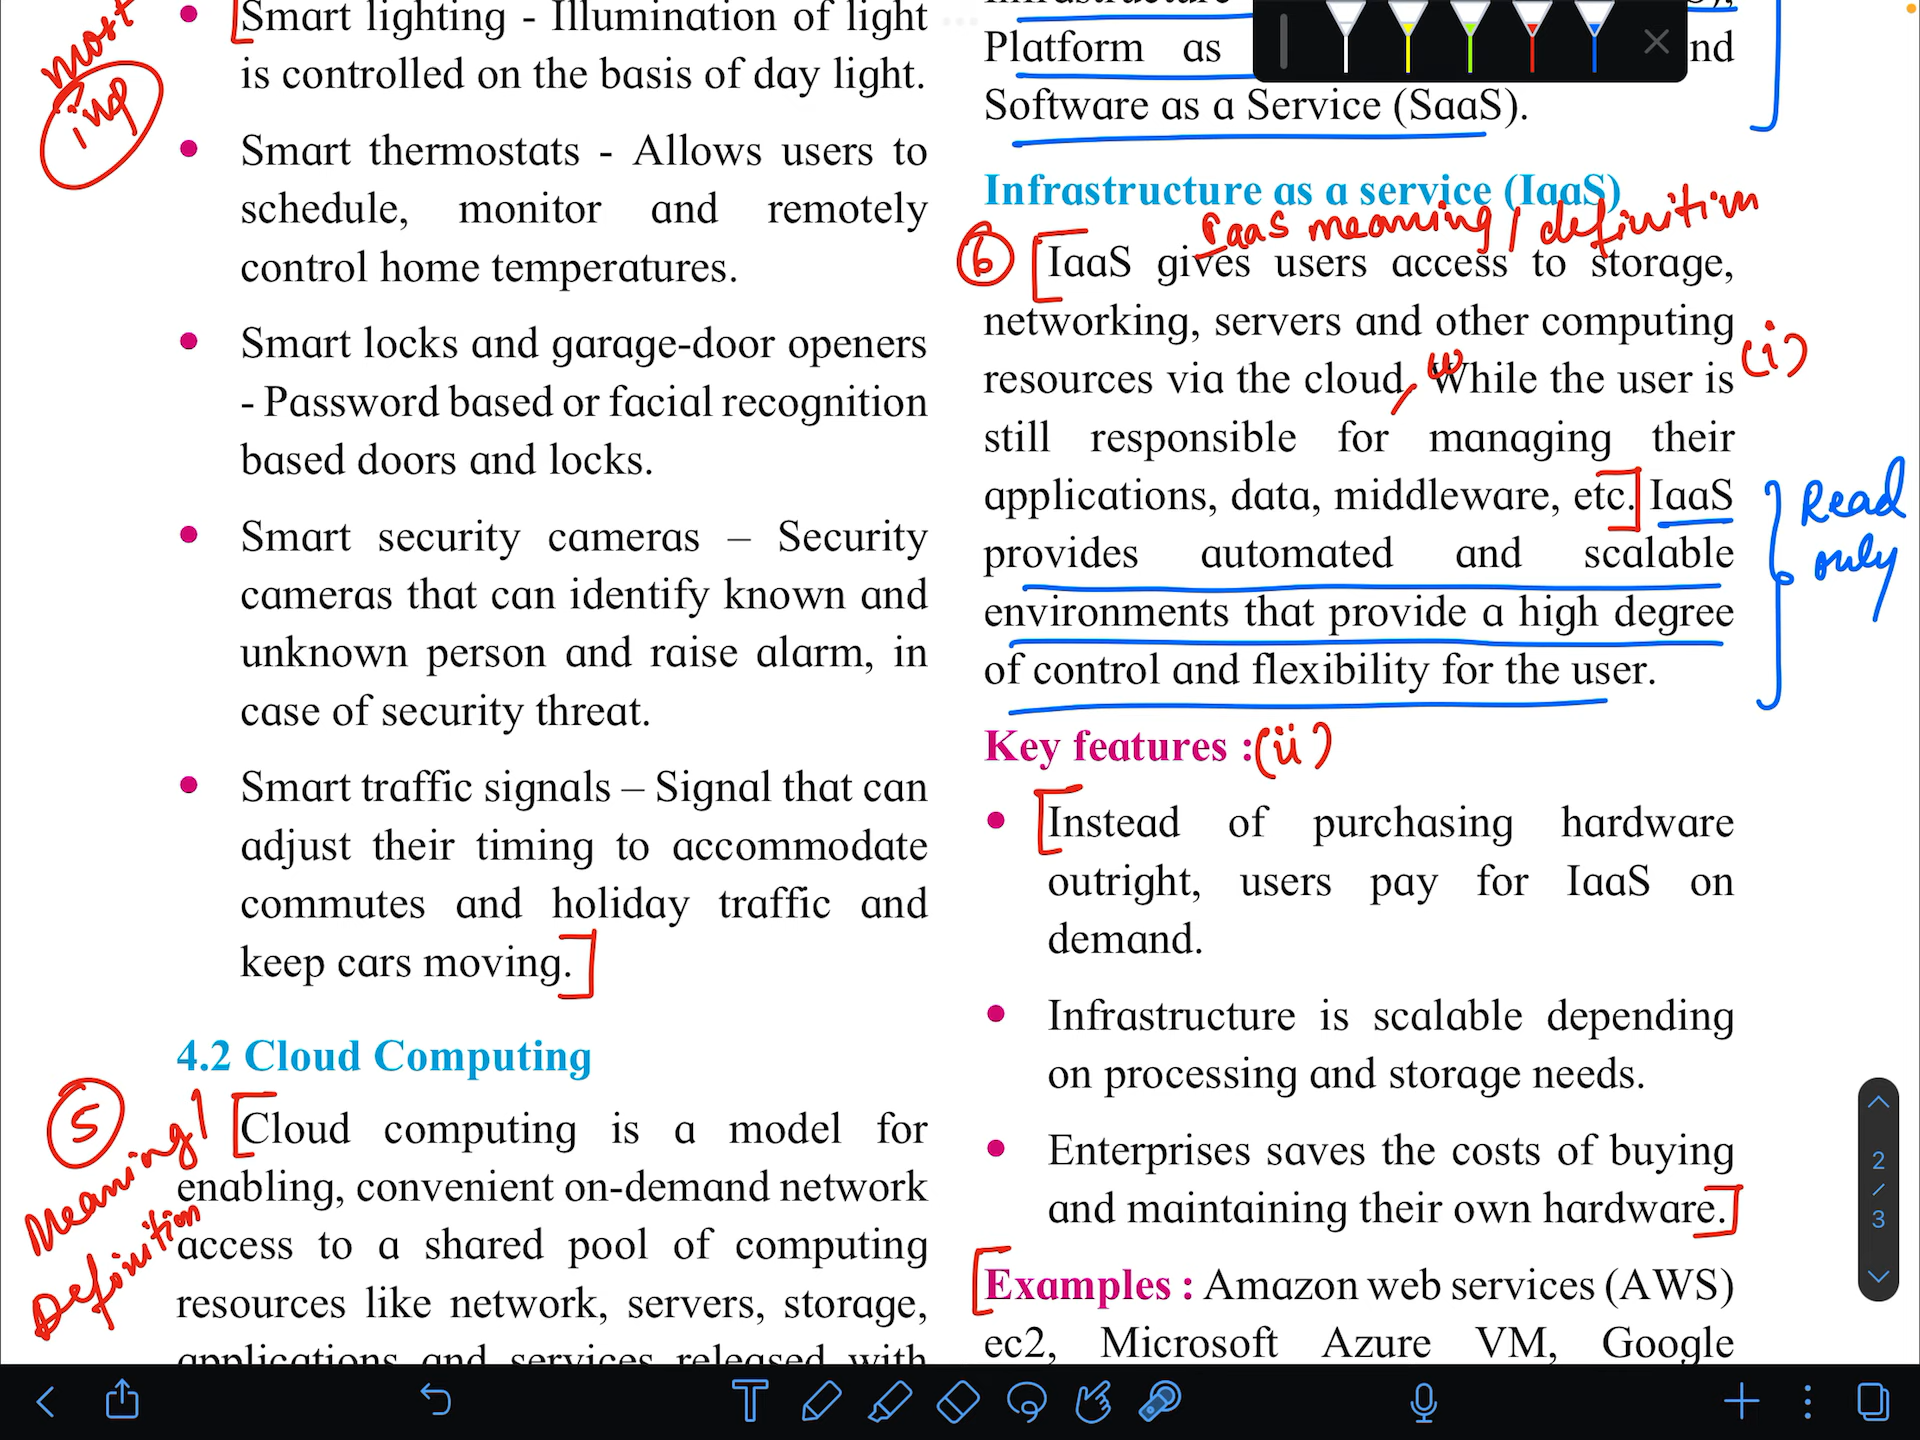 most
imp
Smart lighting - Illumination of light
is controlled on the basis of day light.
Smart thermostats - Allows users to
schedule, monitor and remotely
control home temperatures.
Smart locks and garage-door openers
- Password based or facial recognition
based doors and locks.
Smart security cameras – Security
cameras that can identify known and
unknown person and raise alarm, in
case of security threat.
Smart traffic signals – Signal that can
adjust their timing to accommodate
commutes and holiday traffic and
keep cars moving.
4.2 Cloud Computing
5
Meaning /
Definition
Cloud computing is a model for
enabling, convenient on-demand network
access to a shared pool of computing
resources like network, servers, storage,
applications and services released with
Platform as nd
Software as a Service (SaaS).
Infrastructure as a service (IaaS)
IaaS meaning / definition
6
IaaS gives users access to storage,
networking, servers and other computing
resources via the cloud, While the user is
w
(i)
still responsible for managing their
applications, data, middleware, etc. IaaS
provides automated and scalable
environments that provide a high degree
of control and flexibility for the user.
Read
only
Key features : (ii)
Instead of purchasing hardware
outright, users pay for IaaS on
demand.
Infrastructure is scalable depending
on processing and storage needs.
Enterprises saves the costs of buying
and maintaining their own hardware.
Examples : Amazon web services (AWS)
ec2, Microsoft Azure VM, Google
2
/
3